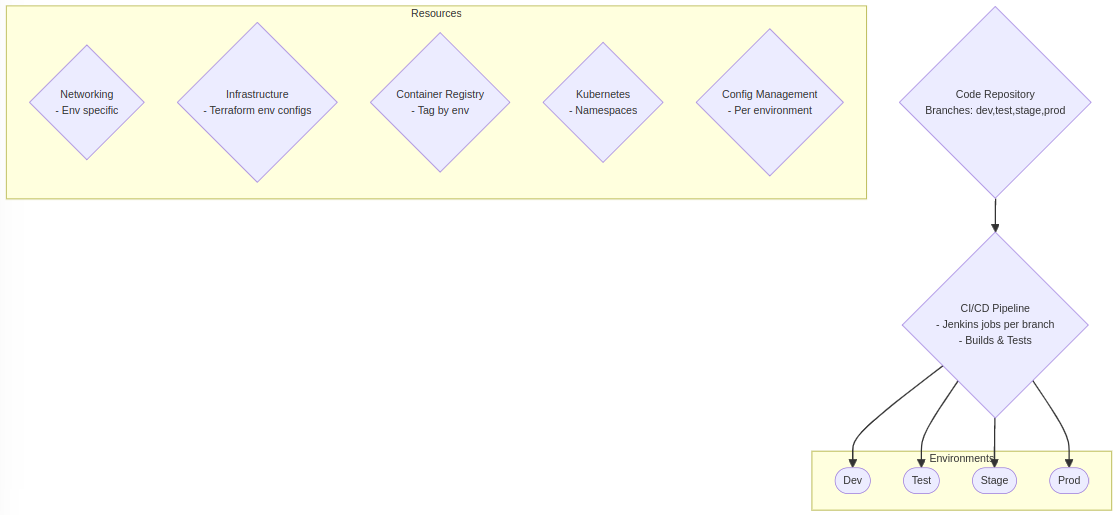 Resources
Networking
- Env specific
Infrastructure
- Terraform env configs
Container Registry
- Tag by env
Kubernetes
- Namespaces
Config Management
- Per environment
Code Repository
Branches: dev,test,stage,prod
CI/CD Pipeline
- Jenkins jobs per branch
- Builds & Tests
Environments
Dev
Test
Stage
Prod